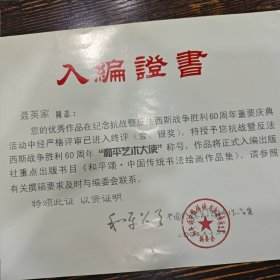 入編證書
聂英家 同志：
您的优秀作品在纪念抗战暨反法西斯战争胜利60周年重要庆典
活动中经严格评审已进入终评（金、银奖），特授予您抗战暨反法
西斯战争胜利60周年“和平艺术大使”称号，作品将正式入编出版
社重点出版书目《和平颂·中国传统书法绘画作品集》，请参照
有关撰稿要求及时与编委会联系。
特颁此证 以资证明